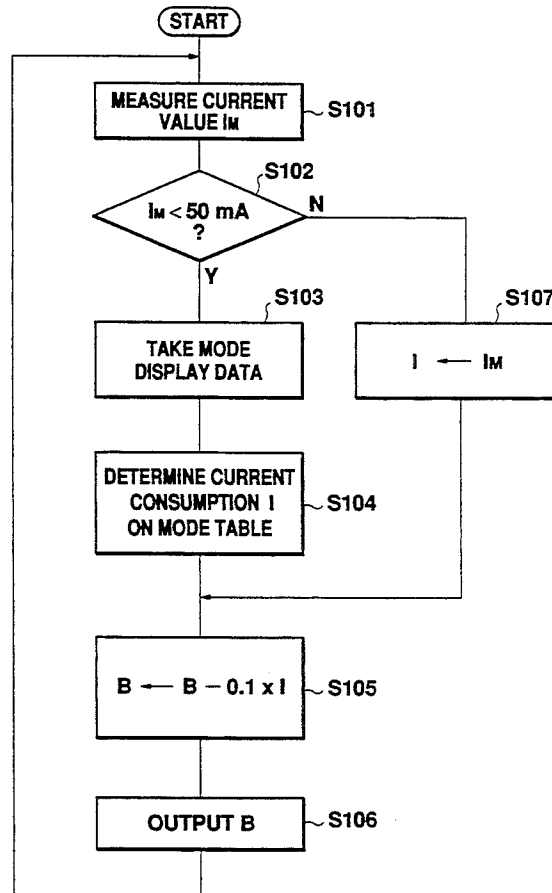 START
MEASURE CURRENT
VALUE IM
S101
S102
IM < 50 mA
?
N
Y
S103
TAKE MODE
DISPLAY DATA
S107
I ← IM
DETERMINE CURRENT
CONSUMPTION I
ON MODE TABLE
S104
B ← B − 0.1 x I
S105
OUTPUT B
S106